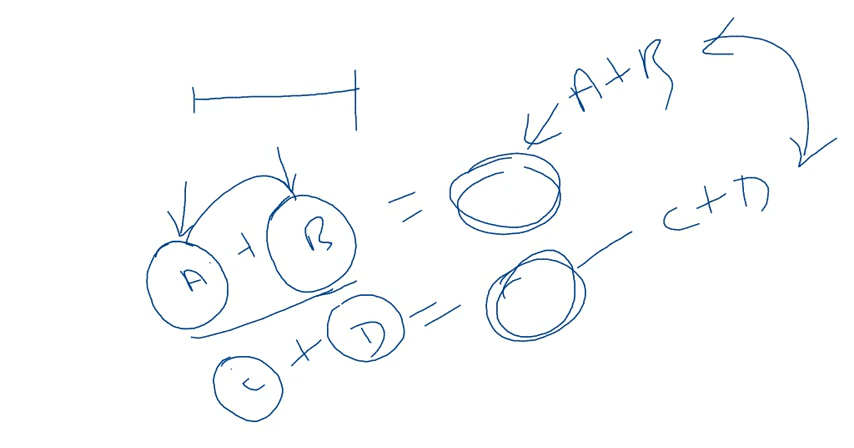 A+B
A + B =
C+D
C + D =